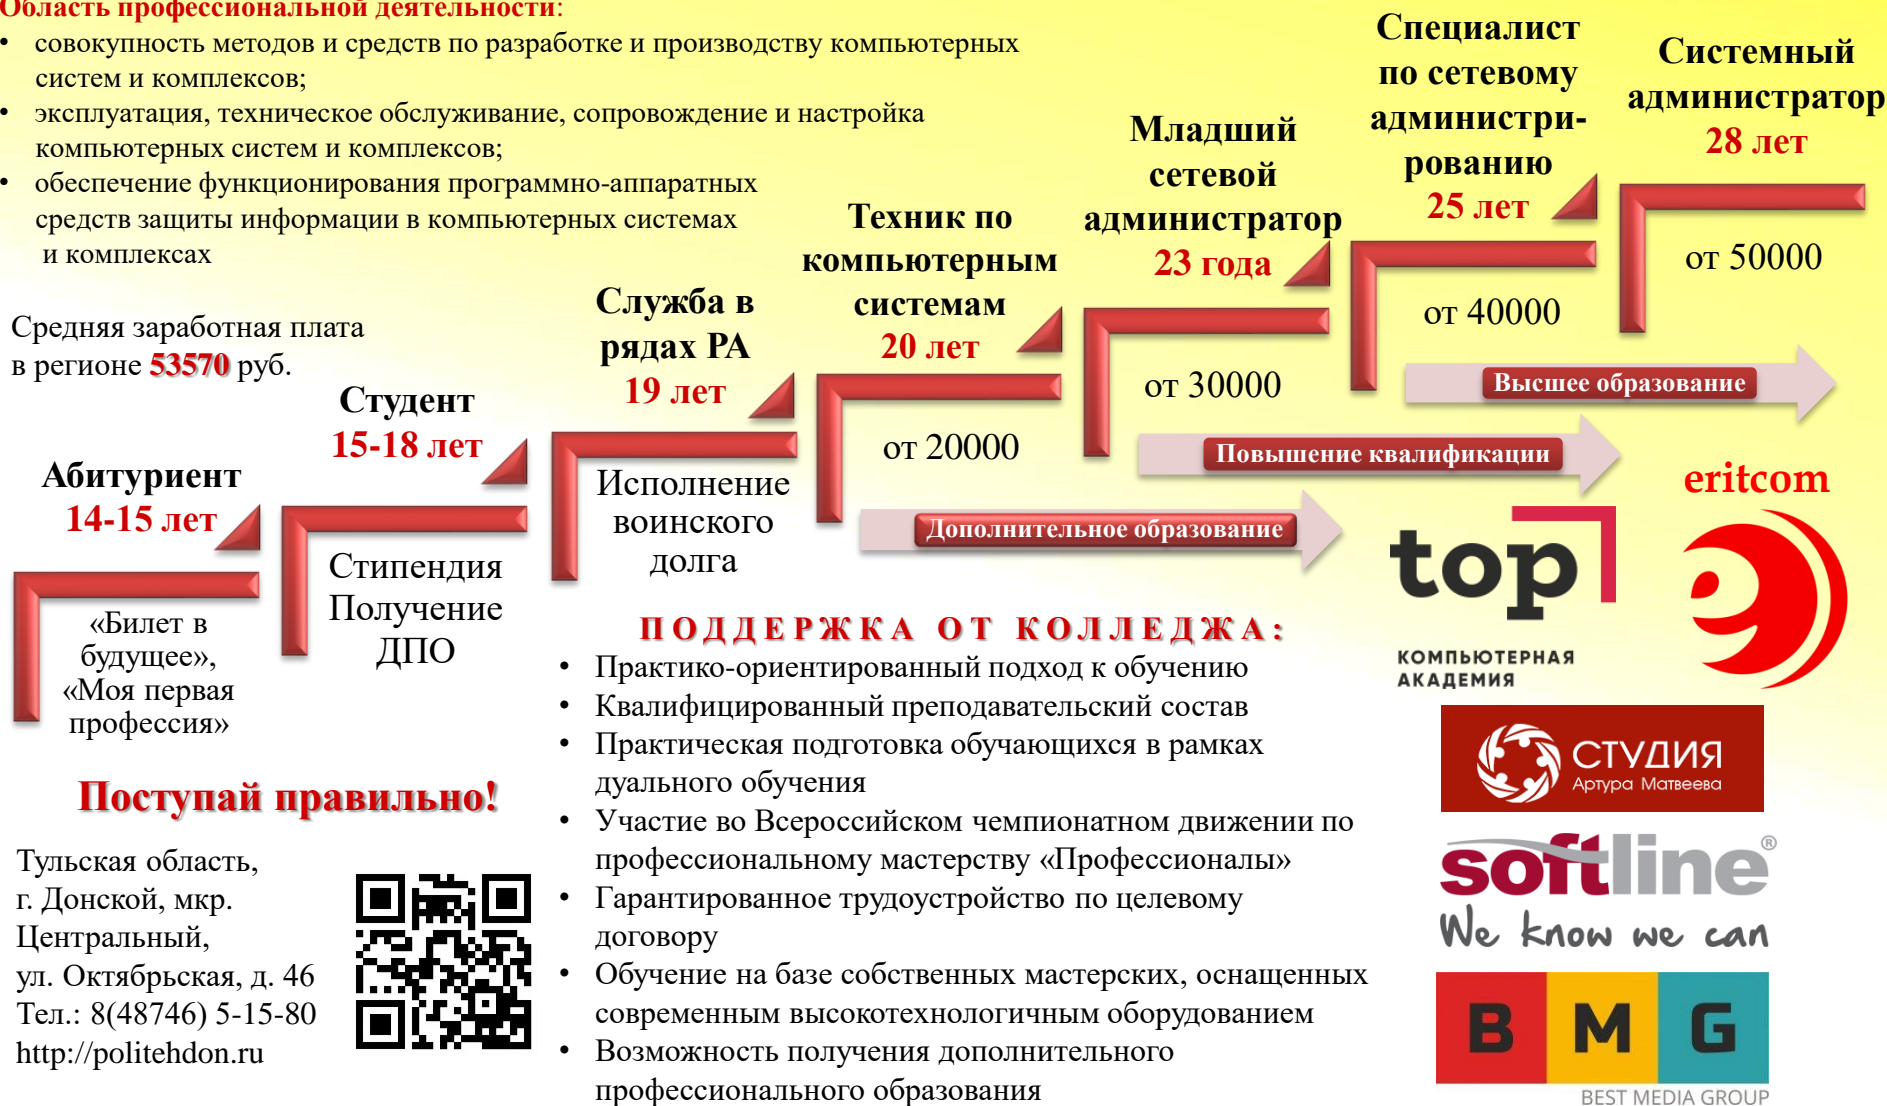 Область профессиональной деятельности:
• совокупность методов и средств по разработке и производству компьютерных
систем и комплексов;
• эксплуатация, техническое обслуживание, сопровождение и настройка
компьютерных систем и комплексов;
• обеспечение функционирования программно-аппаратных
средств защиты информации в компьютерных системах
и комплексах
Средняя заработная плата
в регионе 53570 руб.
Абитуриент
14-15 лет
«Билет в
будущее»,
«Моя первая
профессия»
Студент
15-18 лет
Стипендия
Получение
ДПО
Служба в
рядах РА
19 лет
Исполнение
воинского
долга
Техник по
компьютерным
системам
20 лет
от 20000
Младший
сетевой
администратор
23 года
от 30000
Специалист
по сетевому
администри-
рованию
25 лет
от 40000
Системный
администратор
28 лет
от 50000
Высшее образование
Повышение квалификации
Дополнительное образование
ПОДДЕРЖКА ОТ КОЛЛЕДЖА:
• Практико-ориентированный подход к обучению
• Квалифицированный преподавательский состав
• Практическая подготовка обучающихся в рамках
дуального обучения
• Участие во Всероссийском чемпионатном движении по
профессиональному мастерству «Профессионалы»
• Гарантированное трудоустройство по целевому
договору
• Обучение на базе собственных мастерских, оснащенных
современным высокотехнологичным оборудованием
• Возможность получения дополнительного
профессионального образования
Поступай правильно!
Тульская область,
г. Донской, мкр.
Центральный,
ул. Октябрьская, д. 46
Тел.: 8(48746) 5-15-80
http://politehdon.ru
top
КОМПЬЮТЕРНАЯ
АКАДЕМИЯ
eritcom
СТУДИЯ
Артура Матвеева
softline®
We know we can
BMG
BEST MEDIA GROUP